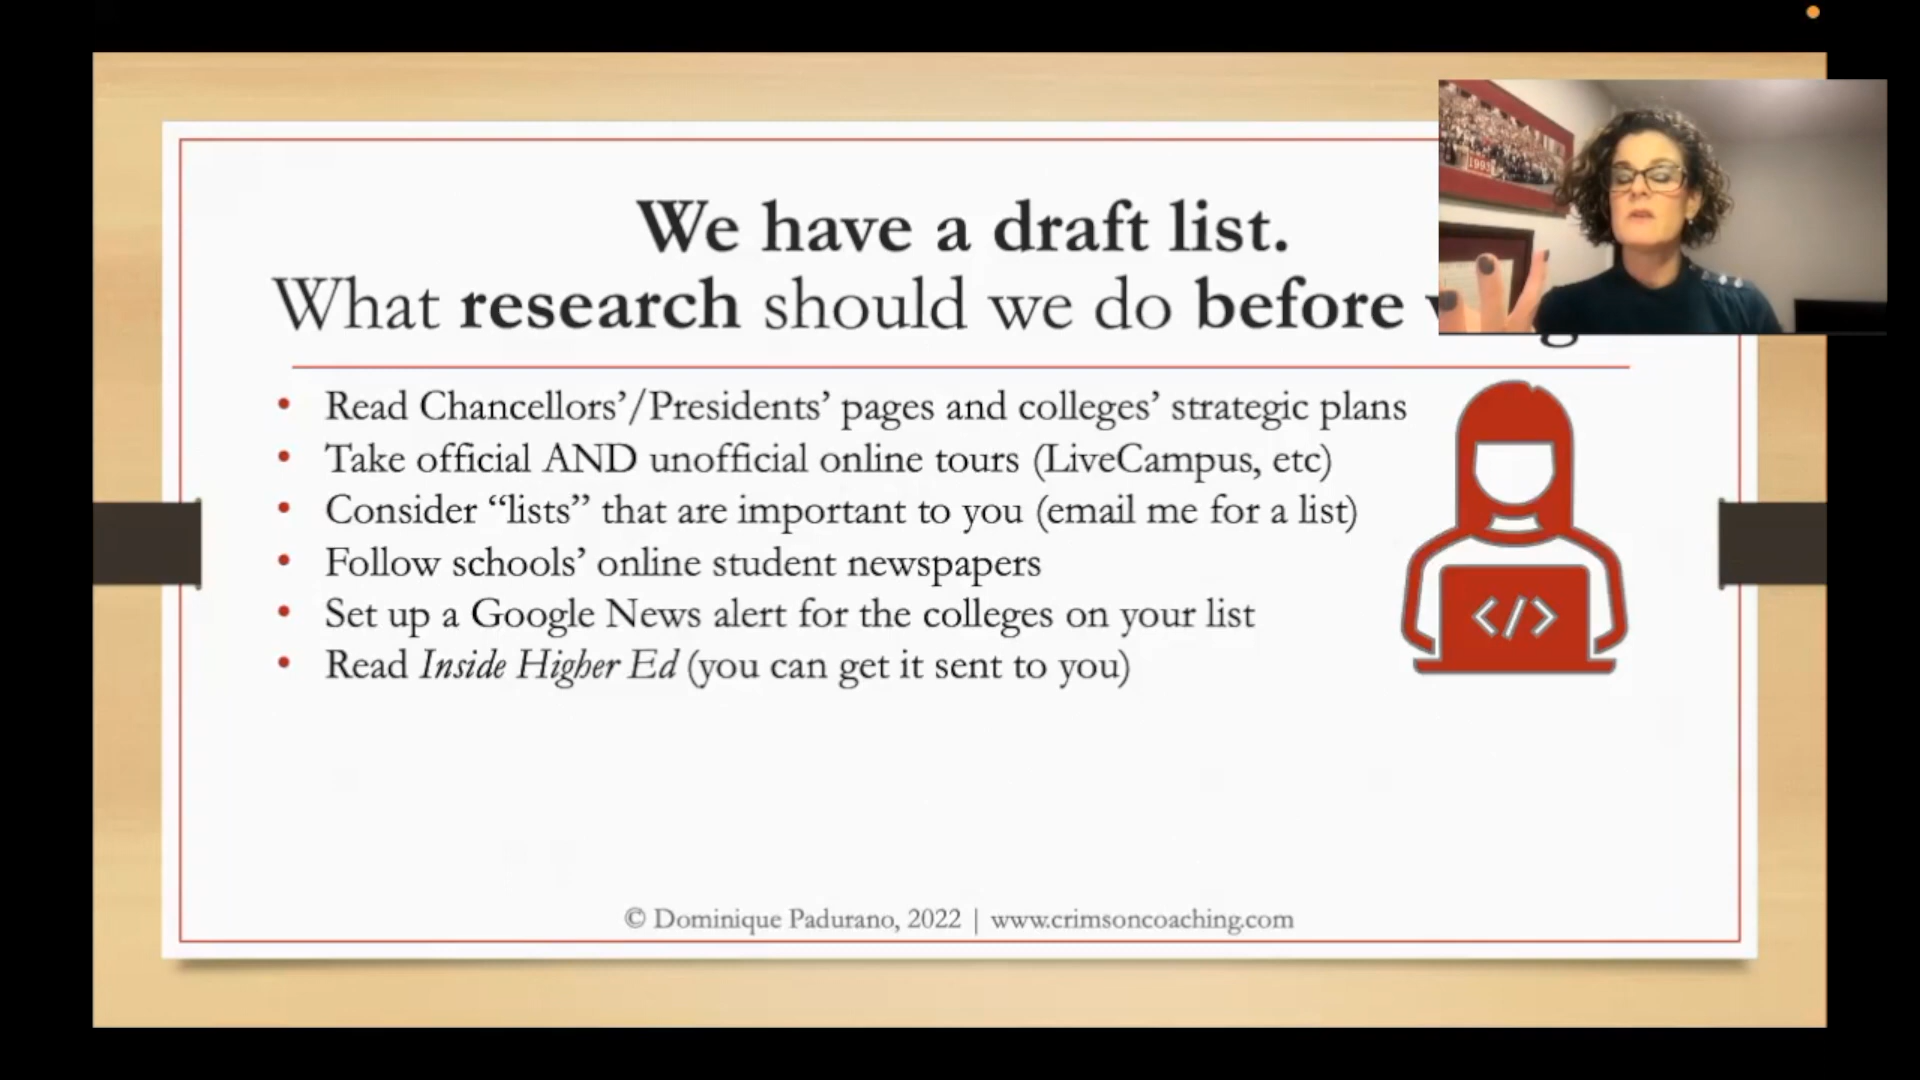 We have a draft list.
What research should we do before
• Read Chancellors’/Presidents’ pages and colleges’ strategic plans
• Take official AND unofficial online tours (LiveCampus, etc)
• Consider “lists” that are important to you (email me for a list)
• Follow schools’ online student newspapers
• Set up a Google News alert for the colleges on your list
• Read Inside Higher Ed (you can get it sent to you)
</>
© Dominique Padurano, 2022 | www.crimsoncoaching.com
1993